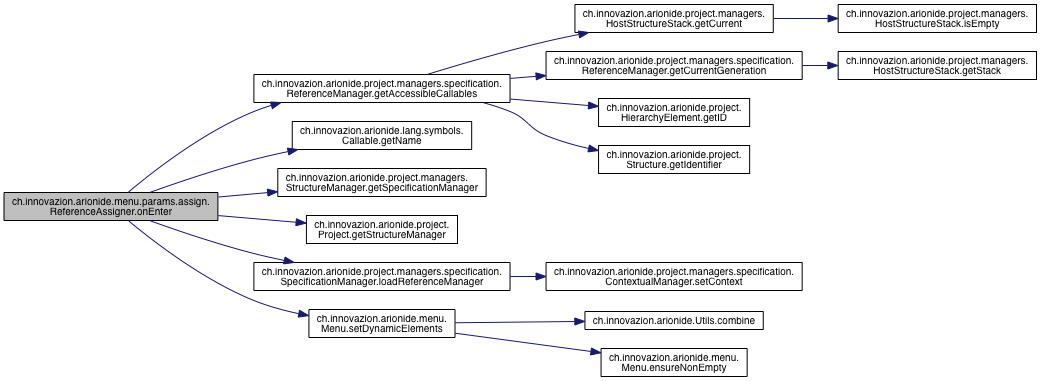 ch.innovazion.arionide.project.managers.
HostStructureStack.getCurrent
ch.innovazion.arionide.project.managers.
HostStructureStack.isEmpty
ch.innovazion.arionide.project.managers.specification.
ReferenceManager.getCurrentGeneration
ch.innovazion.arionide.project.managers.
HostStructureStack.getStack
ch.innovazion.arionide.project.managers.specification.
ReferenceManager.getAccessibleCallables
ch.innovazion.arionide.project.
HierarchyElement.getID
ch.innovazion.arionide.lang.symbols.
Callable.getName
ch.innovazion.arionide.project.
Structure.getIdentifier
ch.innovazion.arionide.project.managers.
StructureManager.getSpecificationManager
ch.innovazion.arionide.menu.params.assign.
ReferenceAssigner.onEnter
ch.innovazion.arionide.project.
Project.getStructureManager
ch.innovazion.arionide.project.managers.specification.
SpecificationManager.loadReferenceManager
ch.innovazion.arionide.project.managers.specification.
ContextualManager.setContext
ch.innovazion.arionide.menu.
Menu.setDynamicElements
ch.innovazion.arionide.Utils.combine
ch.innovazion.arionide.menu.
Menu.ensureNonEmpty